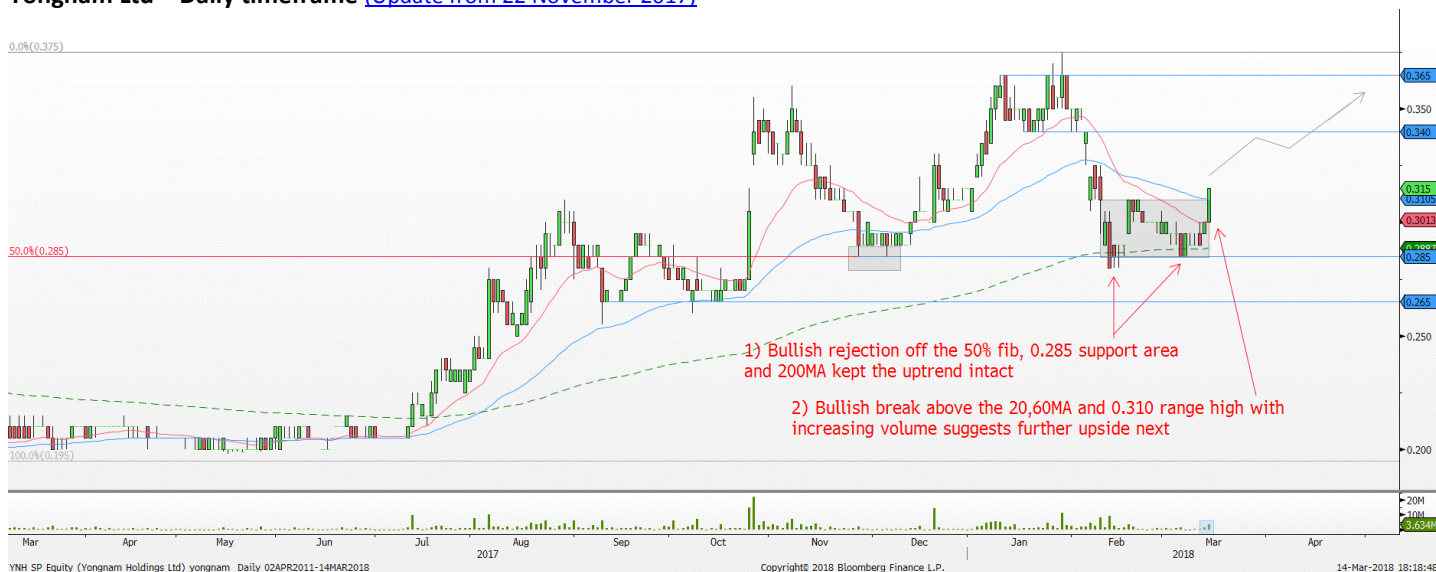 Yongnam Ltd – Daily timeframe (Update from 22 November 2017)
0.0%(0.375)
0.365
0.350
0.340
0.315
0.3105
0.3013
50.0%(0.285)
0.2887
0.285
0.265
0.250
1) Bullish rejection off the 50% fib, 0.285 support area
and 200MA kept the uptrend intact
2) Bullish break above the 20,60MA and 0.310 range high with
increasing volume suggests further upside next
0.200
100.0%(0.195)
20M
10M
3.634M
Mar Apr May Jun Jul Aug Sep Oct Nov Dec Jan Feb Mar Apr
2017 2018
YNH SP Equity (Yongnam Holdings Ltd) yongnam Daily 02APR2011-14MAR2018 Copyright© 2018 Bloomberg Finance L.P. 14-Mar-2018 18:18:48